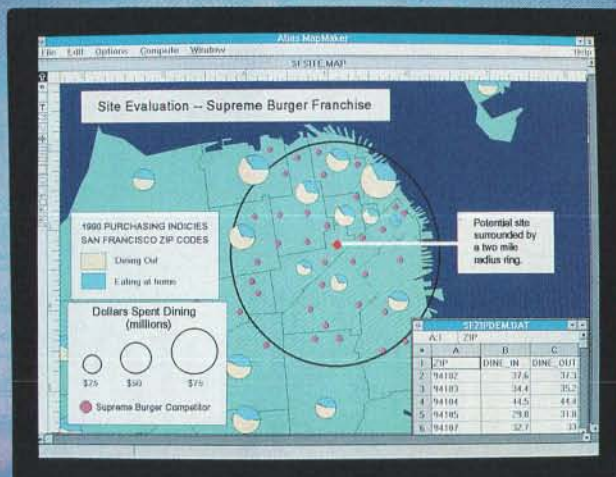 Atlas MapMaker
File Edit Options Compute Window Help
SFSITE.MAP
Site Evaluation -- Supreme Burger Franchise
1990 PURCHASING INDICIES
SAN FRANCISCO ZIP CODES
Dining Out
Eating at home
Dollars Spent Dining
(millions)
$25 $50 $75
Supreme Burger Competitor
Potential site
surrounded by
a two mile
radius ring.
SFZIPDEM.DAT
A:1 ZIP
A B C
1 ZIP DINE_IN DINE_OUT
2 94102 37.6 37.3
3 94103 34.4 35.2
4 94104 44.5 44.4
5 94105 29.8 31.8
6 94107 32.7 33